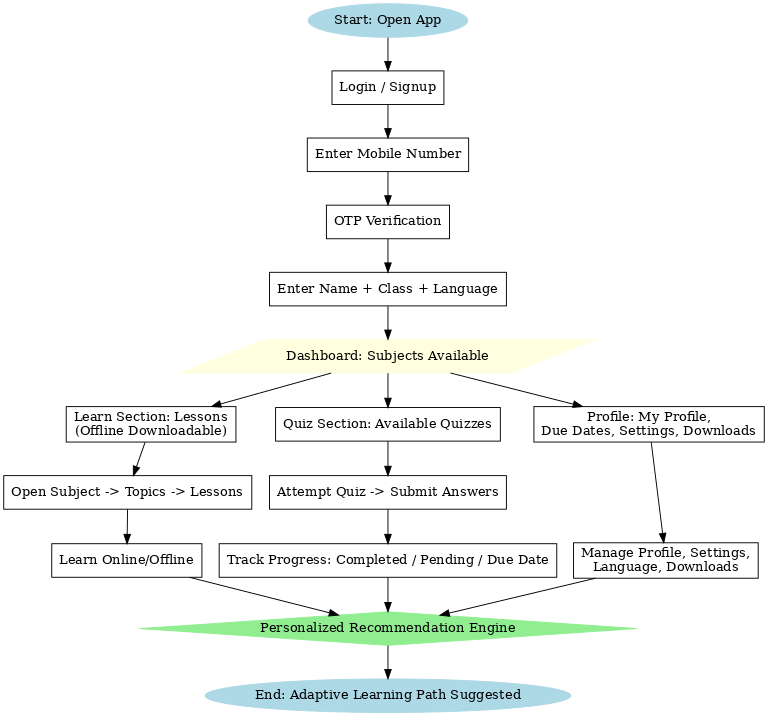 Start: Open App
Login / Signup
Enter Mobile Number
OTP Verification
Enter Name + Class + Language
Dashboard: Subjects Available
Learn Section: Lessons
(Offline Downloadable)
Quiz Section: Available Quizzes
Profile: My Profile,
Due Dates, Settings, Downloads
Open Subject -> Topics -> Lessons
Attempt Quiz -> Submit Answers
Learn Online/Offline
Track Progress: Completed / Pending / Due Date
Manage Profile, Settings,
Language, Downloads
Personalized Recommendation Engine
End: Adaptive Learning Path Suggested